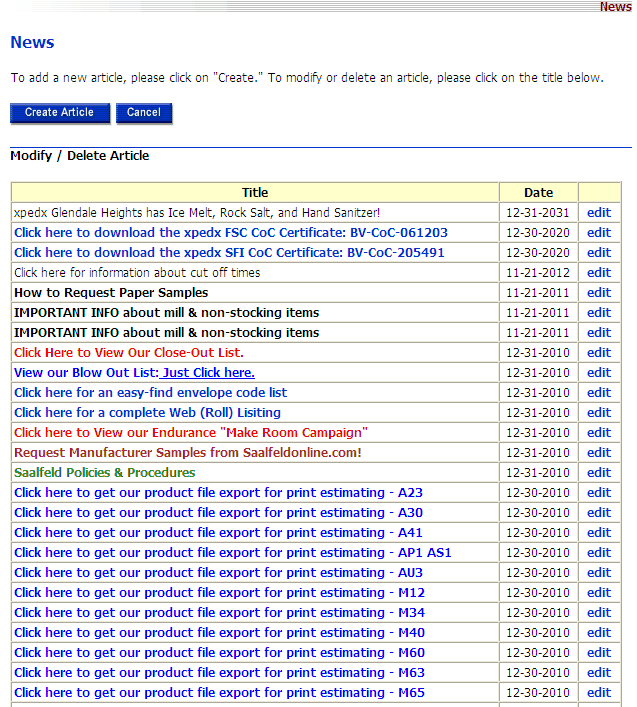 News
News
To add a new article, please click on "Create." To modify or delete an article, please click on the title below.
Create Article Cancel
Modify / Delete Article
Title Date
xpedx Glendale Heights has Ice Melt, Rock Salt, and Hand Sanitizer! 12-31-2031 edit
Click here to download the xpedx FSC CoC Certificate: BV-CoC-061203 12-30-2020 edit
Click here to download the xpedx SFI CoC Certificate: BV-CoC-205491 12-30-2020 edit
Click here for information about cut off times 11-21-2012 edit
How to Request Paper Samples 11-21-2011 edit
IMPORTANT INFO about mill & non-stocking items 11-21-2011 edit
IMPORTANT INFO about mill & non-stocking items 11-21-2011 edit
Click Here to View Our Close-Out List. 12-31-2010 edit
View our Blow Out List: Just Click here. 12-31-2010 edit
Click here for an easy-find envelope code list 12-31-2010 edit
Click here for a complete Web (Roll) Lisiting 12-31-2010 edit
Click here to View our Endurance "Make Room Campaign" 12-31-2010 edit
Request Manufacturer Samples from Saalfeldonline.com! 12-31-2010 edit
Saalfeld Policies & Procedures 12-31-2010 edit
Click here to get our product file export for print estimating - A23 12-30-2010 edit
Click here to get our product file export for print estimating - A30 12-30-2010 edit
Click here to get our product file export for print estimating - A41 12-30-2010 edit
Click here to get our product file export for print estimating - AP1 AS1 12-30-2010 edit
Click here to get our product file export for print estimating - AU3 12-30-2010 edit
Click here to get our product file export for print estimating - M12 12-30-2010 edit
Click here to get our product file export for print estimating - M34 12-30-2010 edit
Click here to get our product file export for print estimating - M40 12-30-2010 edit
Click here to get our product file export for print estimating - M60 12-30-2010 edit
Click here to get our product file export for print estimating - M63 12-30-2010 edit
Click here to get our product file export for print estimating - M65 12-30-2010 edit